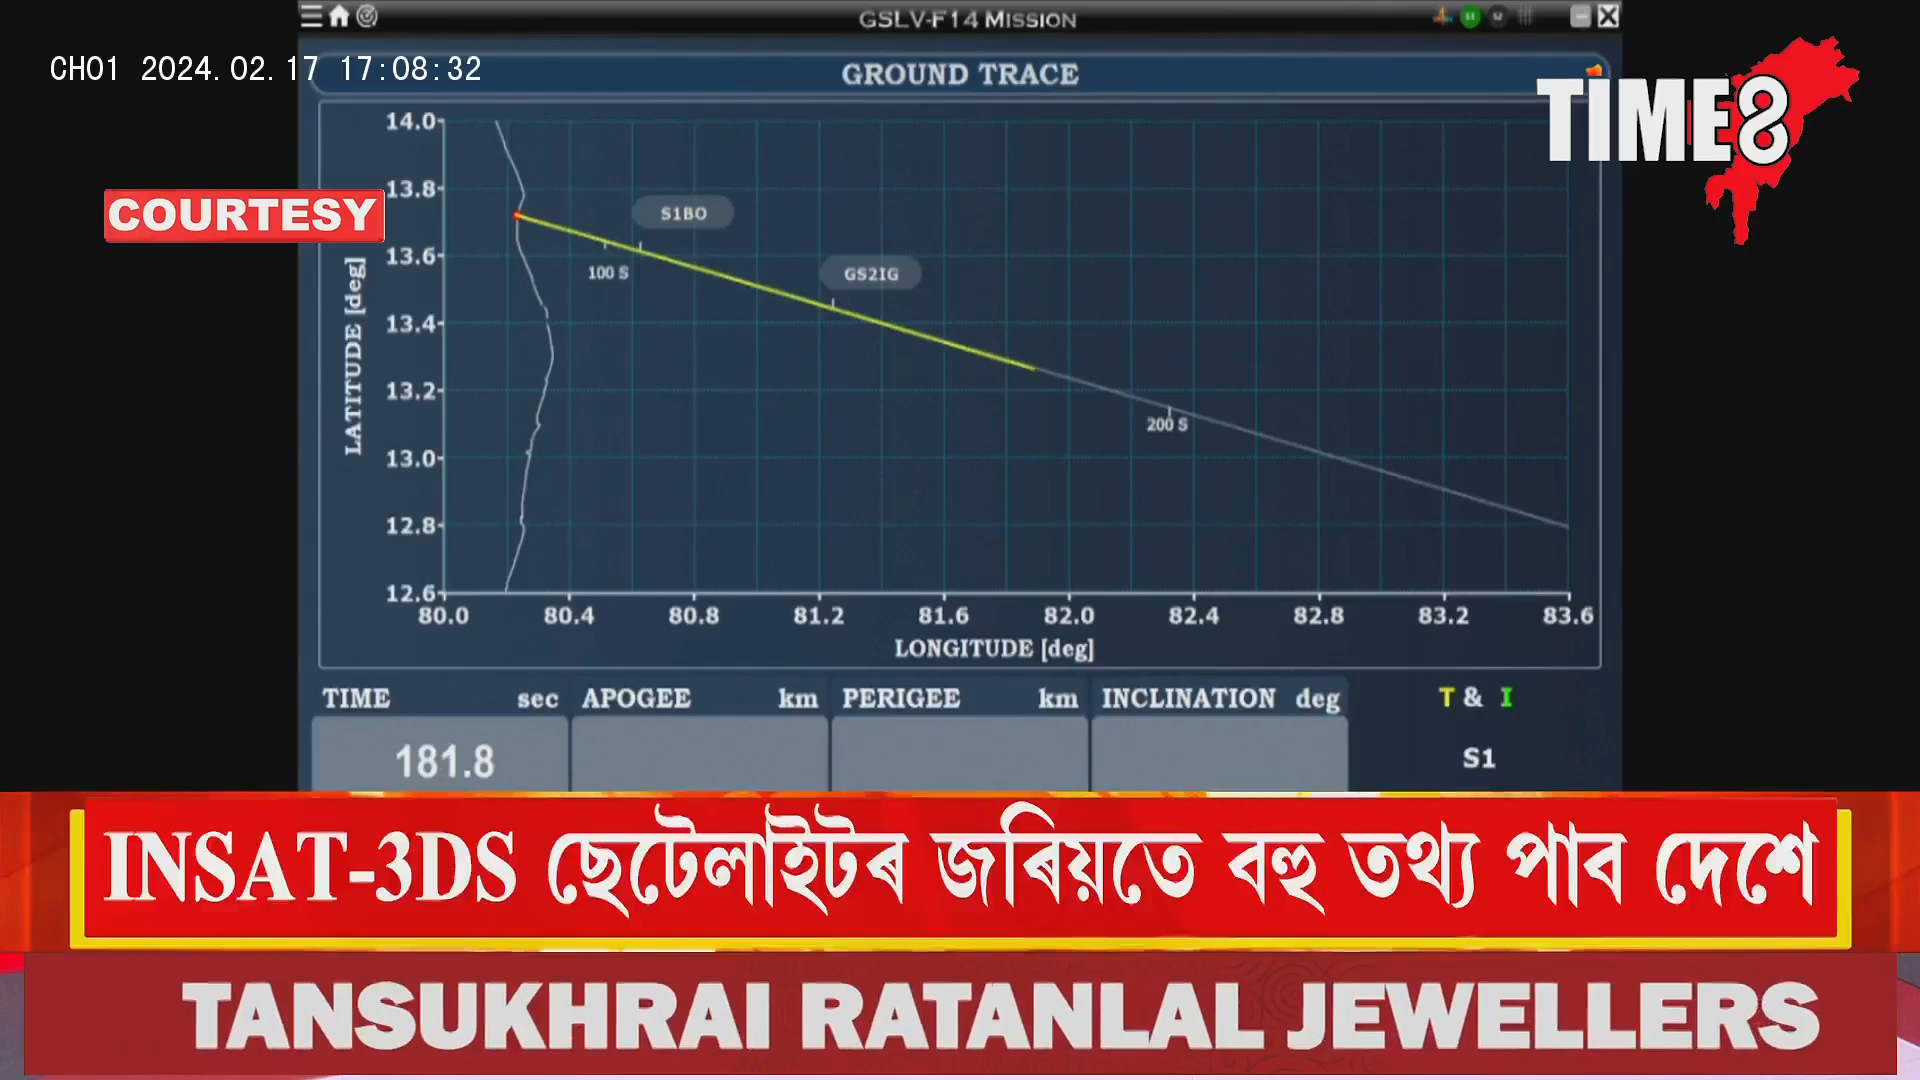 GSLV-F14 MISSION
S1 S2
CH01 2024.02.17 17:08:32
GROUND TRACE
TIME8
COURTESY
LATITUDE [deg]
14.0
13.8
13.6
13.4
13.2
13.0
12.8
12.6
S1BO
100 S
GS2IG
200 S
80.0 80.4 80.8 81.2 81.6 82.0 82.4 82.8 83.2 83.6
LONGITUDE [deg]
TIME sec APOGEE km PERIGEE km INCLINATION deg T & I
181.8 S1
INSAT-3DS ছেটেলাইটৰ জৰিয়তে বহু তথ্য পাব দেশে
TANSUKHRAI RATANLAL JEWELLERS